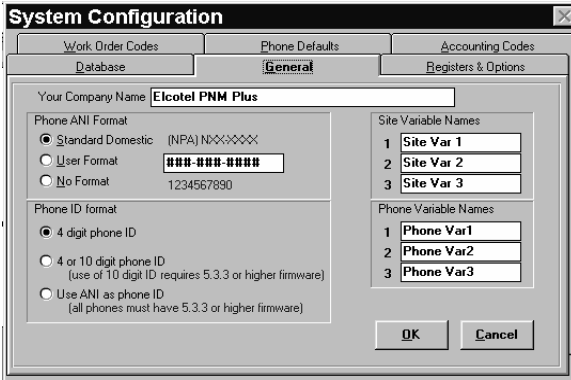 System Configuration
Work Order Codes Phone Defaults Accounting Codes
Database General Registers & Options
Your Company Name Elcotel PNM Plus
Phone ANI Format
Standard Domestic (NPA) NXX-XXXX
User Format ###-###-####
No Format 1234567890
Site Variable Names
1 Site Var 1
2 Site Var 2
3 Site Var 3
Phone ID format
4 digit phone ID
4 or 10 digit phone ID
(use of 10 digit ID requires 5.3.3 or higher firmware)
Use ANI as phone ID
(all phones must have 5.3.3 or higher firmware)
Phone Variable Names
1 Phone Var1
2 Phone Var2
3 Phone Var3
OK Cancel